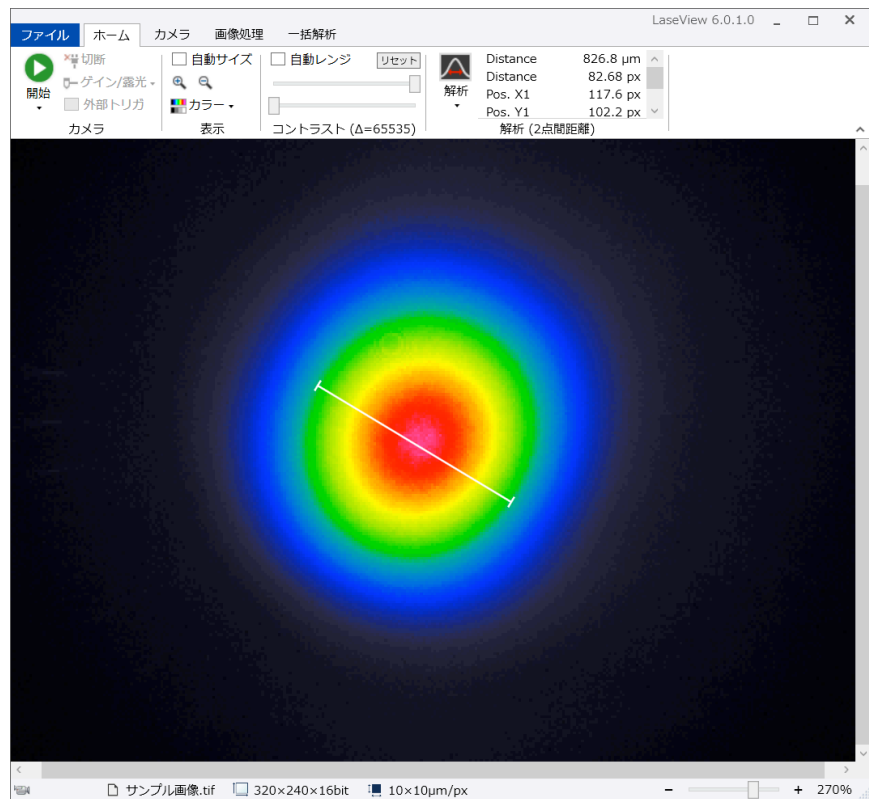 LaseView 6.0.1.0
ファイル ホーム カメラ 画像処理 一括解析
開始
切断
ゲイン/露光
外部トリガ
カメラ
自動サイズ
カラー
表示
自動レンジ リセット
コントラスト (Δ=65535)
解析
Distance 826.8 µm
Distance 82.68 px
Pos. X1 117.6 px
Pos. Y1 102.2 px
解析 (2点間距離)
サンプル画像.tif 320×240×16bit 10×10µm/px 270%